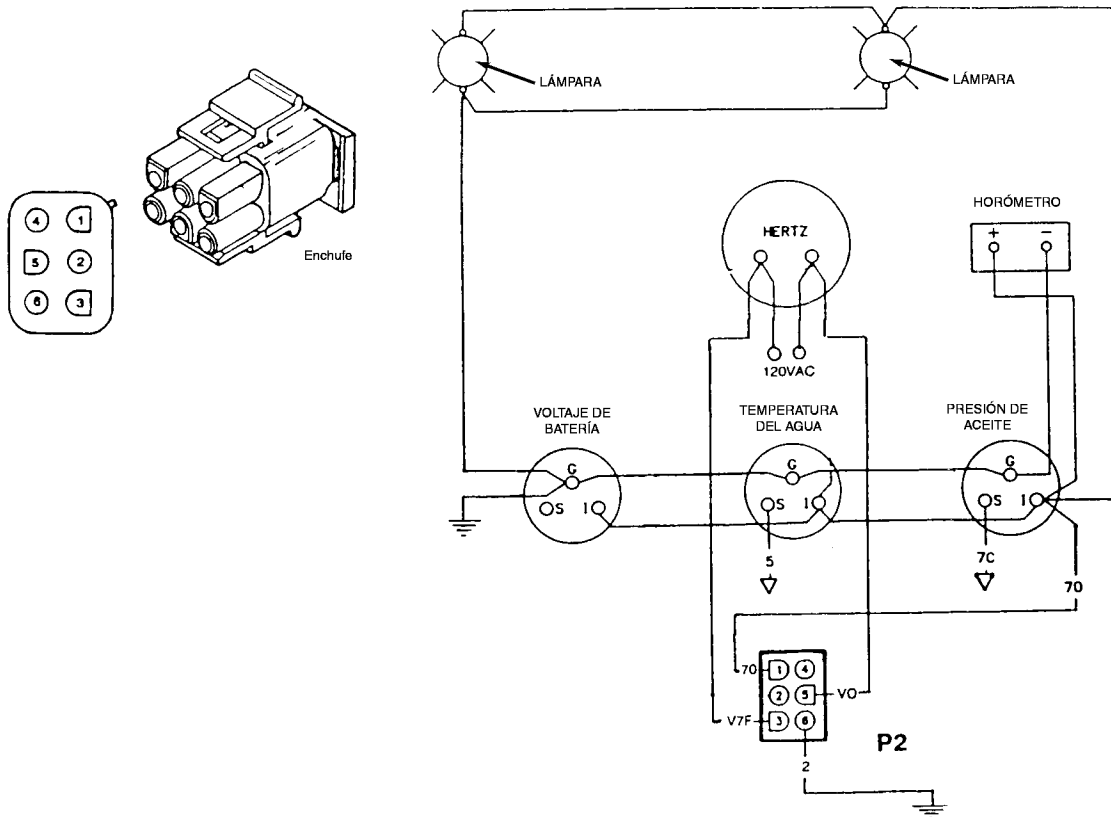 LÁMPARA
LÁMPARA
4 1
5 2
6 3
Enchufe
HERTZ
120VAC
HORÓMETRO
+ −
VOLTAJE DE
BATERÍA
G
S I
TEMPERATURA
DEL AGUA
G
S I
5
PRESIÓN DE
ACEITE
G
S I
7C
70
70 1 4
2 5 VO
V7F 3 6
2
P2